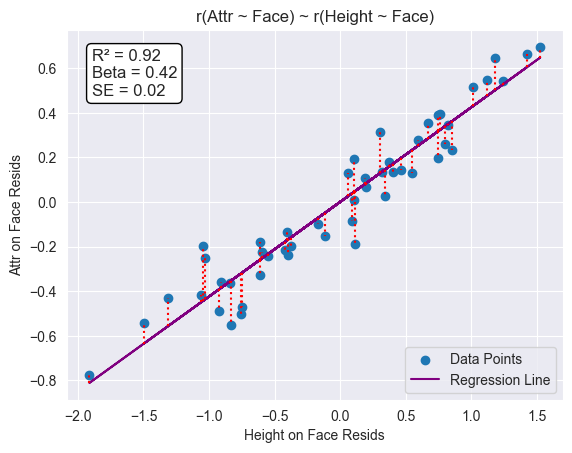 r(Attr ~ Face) ~ r(Height ~ Face)
R² = 0.92
Beta = 0.42
SE = 0.02
0.6
0.4
0.2
0.0
−0.2
−0.4
−0.6
−0.8
Attr on Face Resids
Data Points
Regression Line
−2.0 −1.5 −1.0 −0.5 0.0 0.5 1.0 1.5
Height on Face Resids